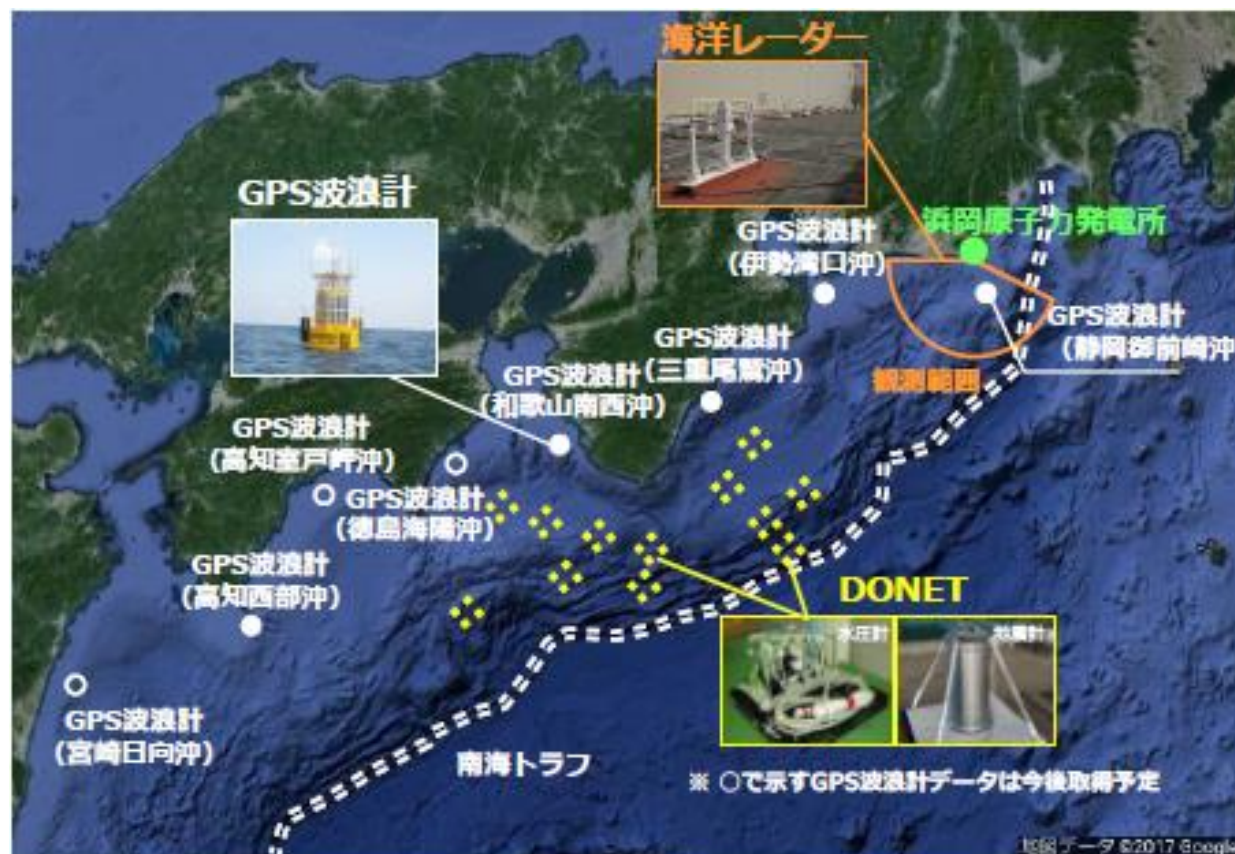 海洋レーダー
GPS波浪計
浜岡原子力発電所
GPS波浪計
(伊勢湾口沖)
GPS波浪計
(静岡御前崎沖)
観測範囲
GPS波浪計
(三重尾鷲沖)
GPS波浪計
(和歌山南西沖)
GPS波浪計
(高知室戸岬沖)
GPS波浪計
(徳島海陽沖)
GPS波浪計
(高知西部沖)
DONET
水圧計
地震計
GPS波浪計
(宮崎日向沖)
南海トラフ
※ ○で示すGPS波浪計データは今後取得予定
地図データ ©2017 Google